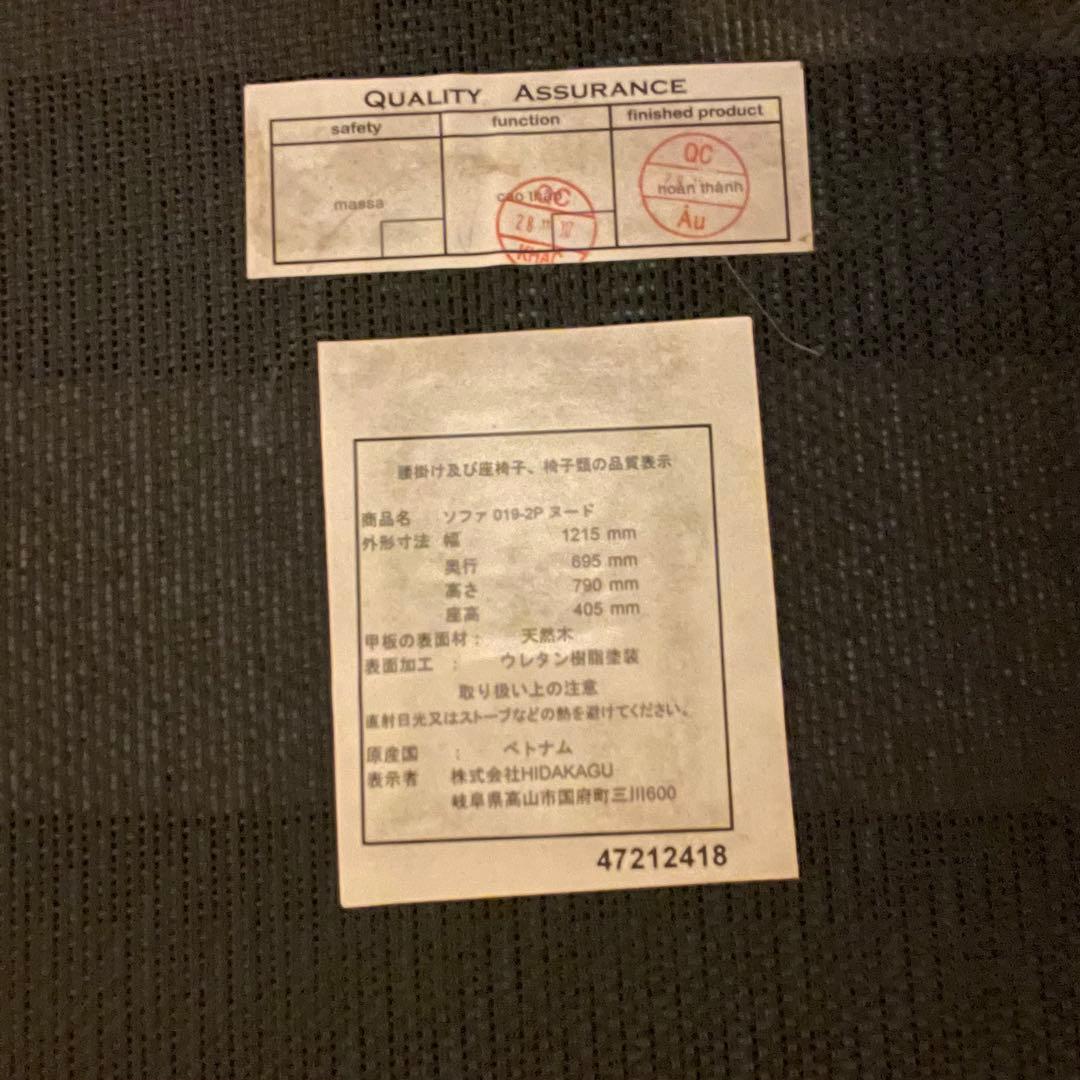 QUALITY ASSURANCE
safety function finished product
massa cao thấp hoàn thành
QC
QC
28
Âu
腰掛け及び座椅子、椅子類の品質表示
商品名 ソファ 019-2P ヌード
外形寸法 幅 1215 mm
奥行 695 mm
高さ 790 mm
座高 405 mm
甲板の表面材: 天然木
表面加工 : ウレタン樹脂塗装
取り扱い上の注意
直射日光又はストーブなどの熱を避けてください。
原産国 : ベトナム
表示者 株式会社HIDAKAGU
岐阜県高山市国府町三川600
47212418